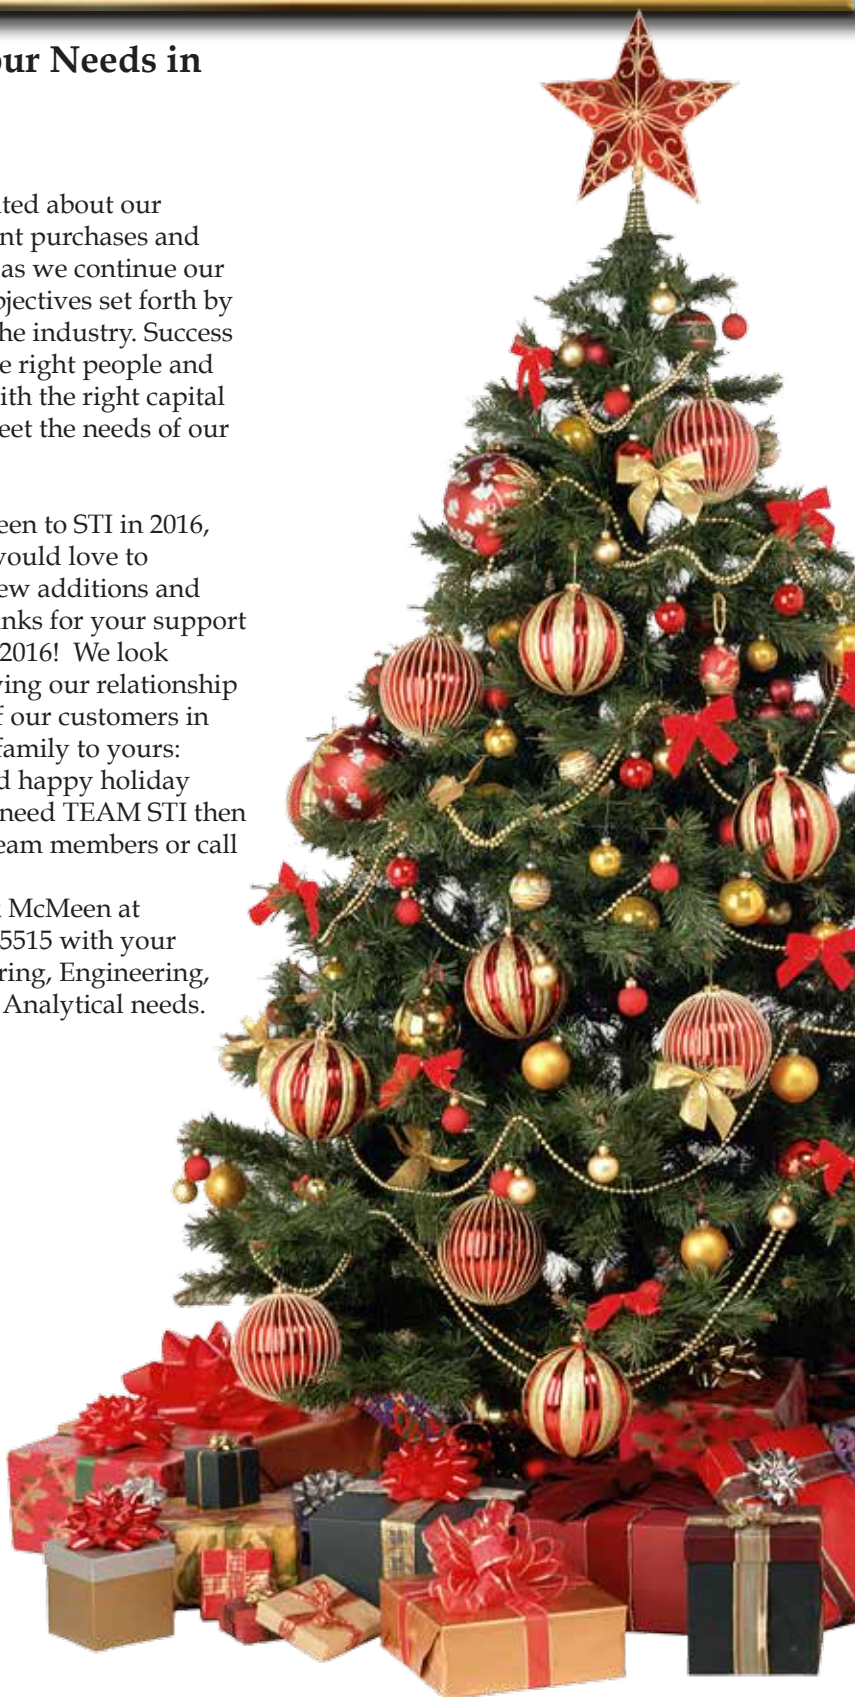 ur Needs in
ted about our
nt purchases and
as we continue our
bjectives set forth by
he industry. Success
e right people and
ith the right capital
eet the needs of our
een to STI in 2016,
would love to
ew additions and
nks for your support
2016!  We look
ving our relationship
f our customers in
family to yours:
d happy holiday
need TEAM STI then
eam members or call
McMeen at
5515 with your
ring, Engineering,
Analytical needs.